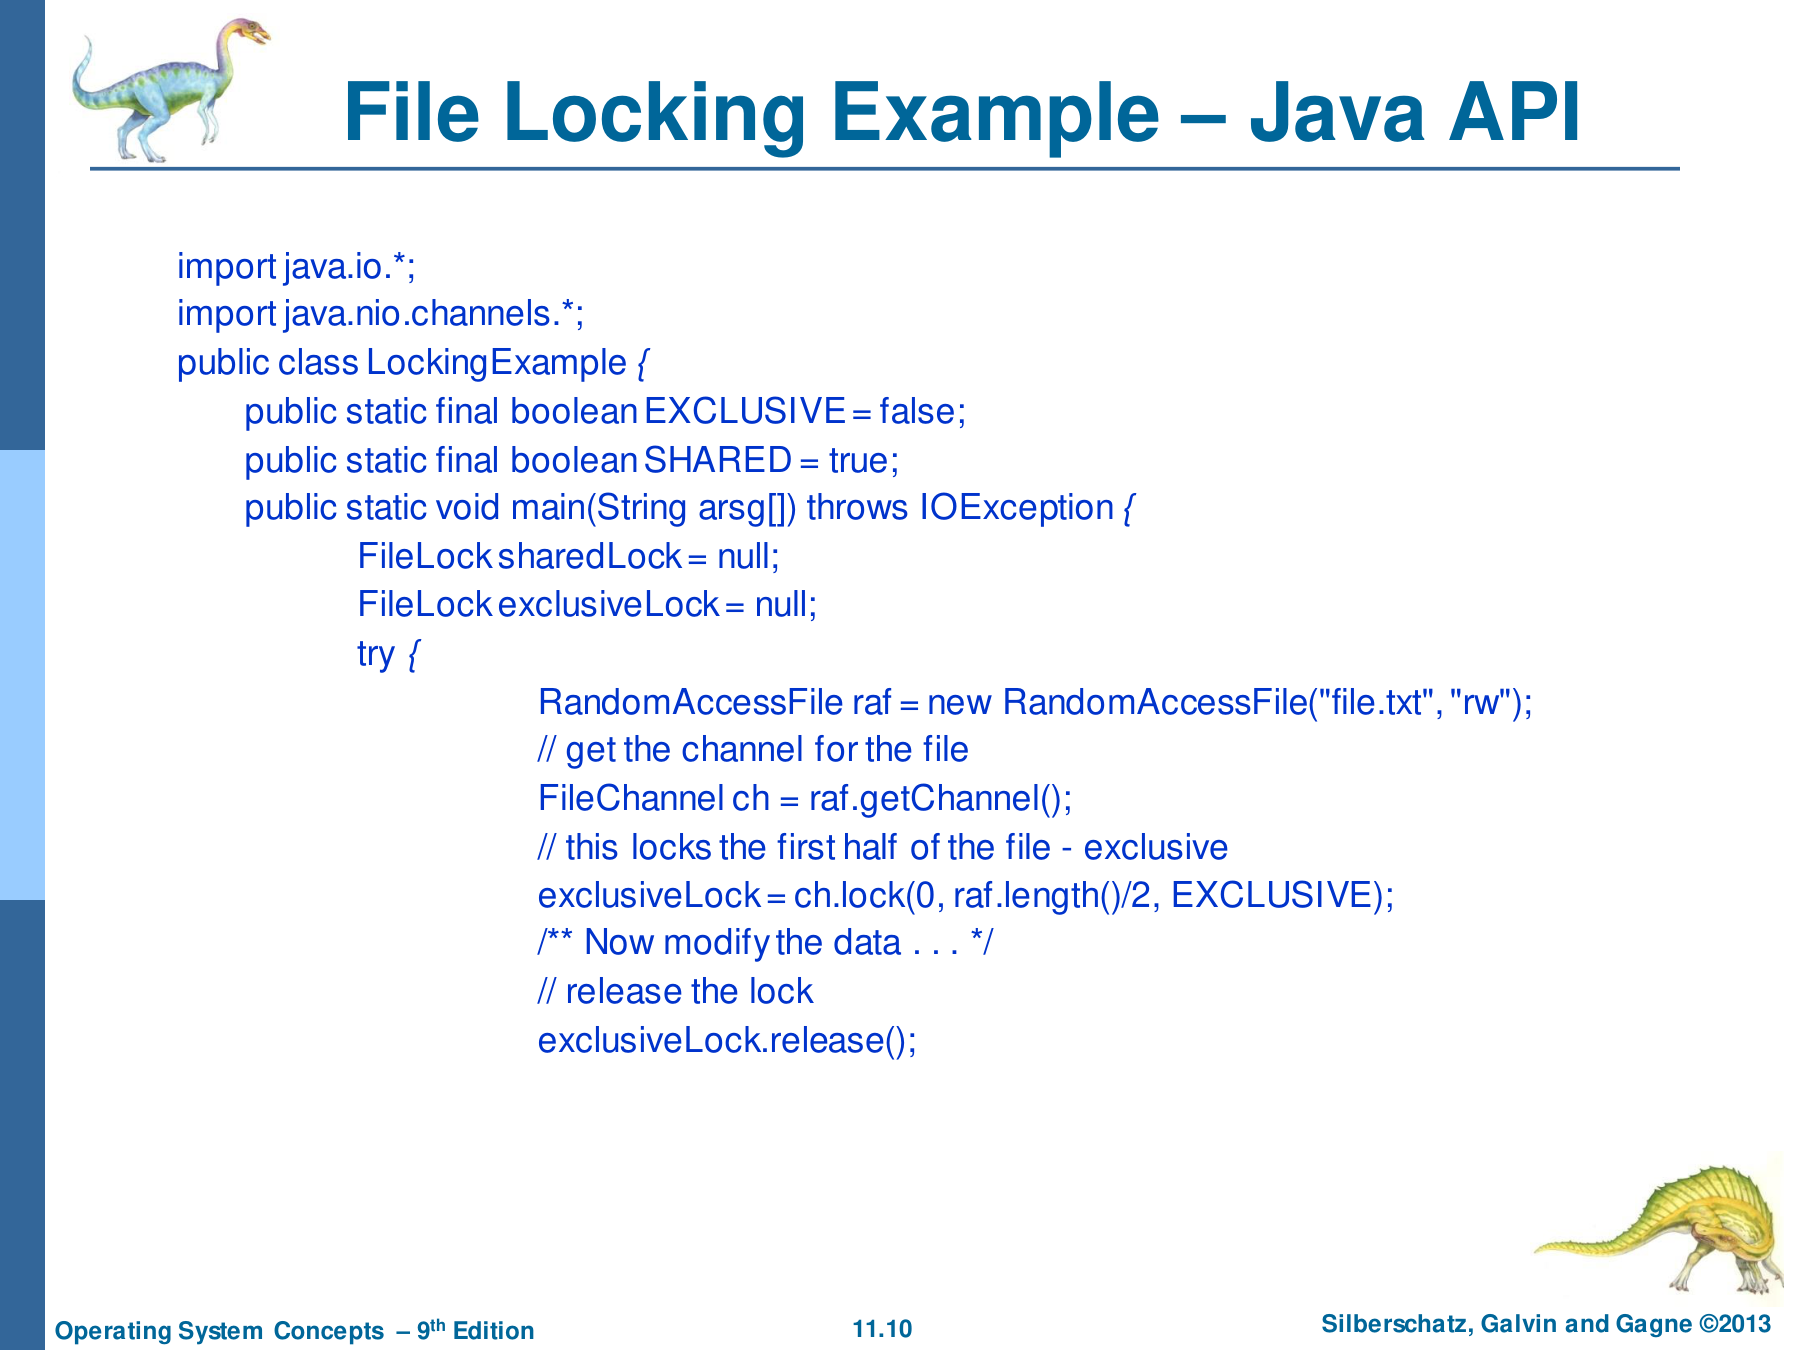 File Locking Example – Java API
import java.io.*;
import java.nio.channels.*;
public class LockingExample {
public static final boolean EXCLUSIVE = false;
public static final boolean SHARED = true;
public static void main(String arsg[]) throws IOException {
FileLock sharedLock = null;
FileLock exclusiveLock = null;
try {
RandomAccessFile raf = new RandomAccessFile("file.txt", "rw");
// get the channel for the file
FileChannel ch = raf.getChannel();
// this locks the first half of the file - exclusive
exclusiveLock = ch.lock(0, raf.length()/2, EXCLUSIVE);
/** Now modify the data . . . */
// release the lock
exclusiveLock.release();
Operating System Concepts – 9th Edition
11.10
Silberschatz, Galvin and Gagne ©2013